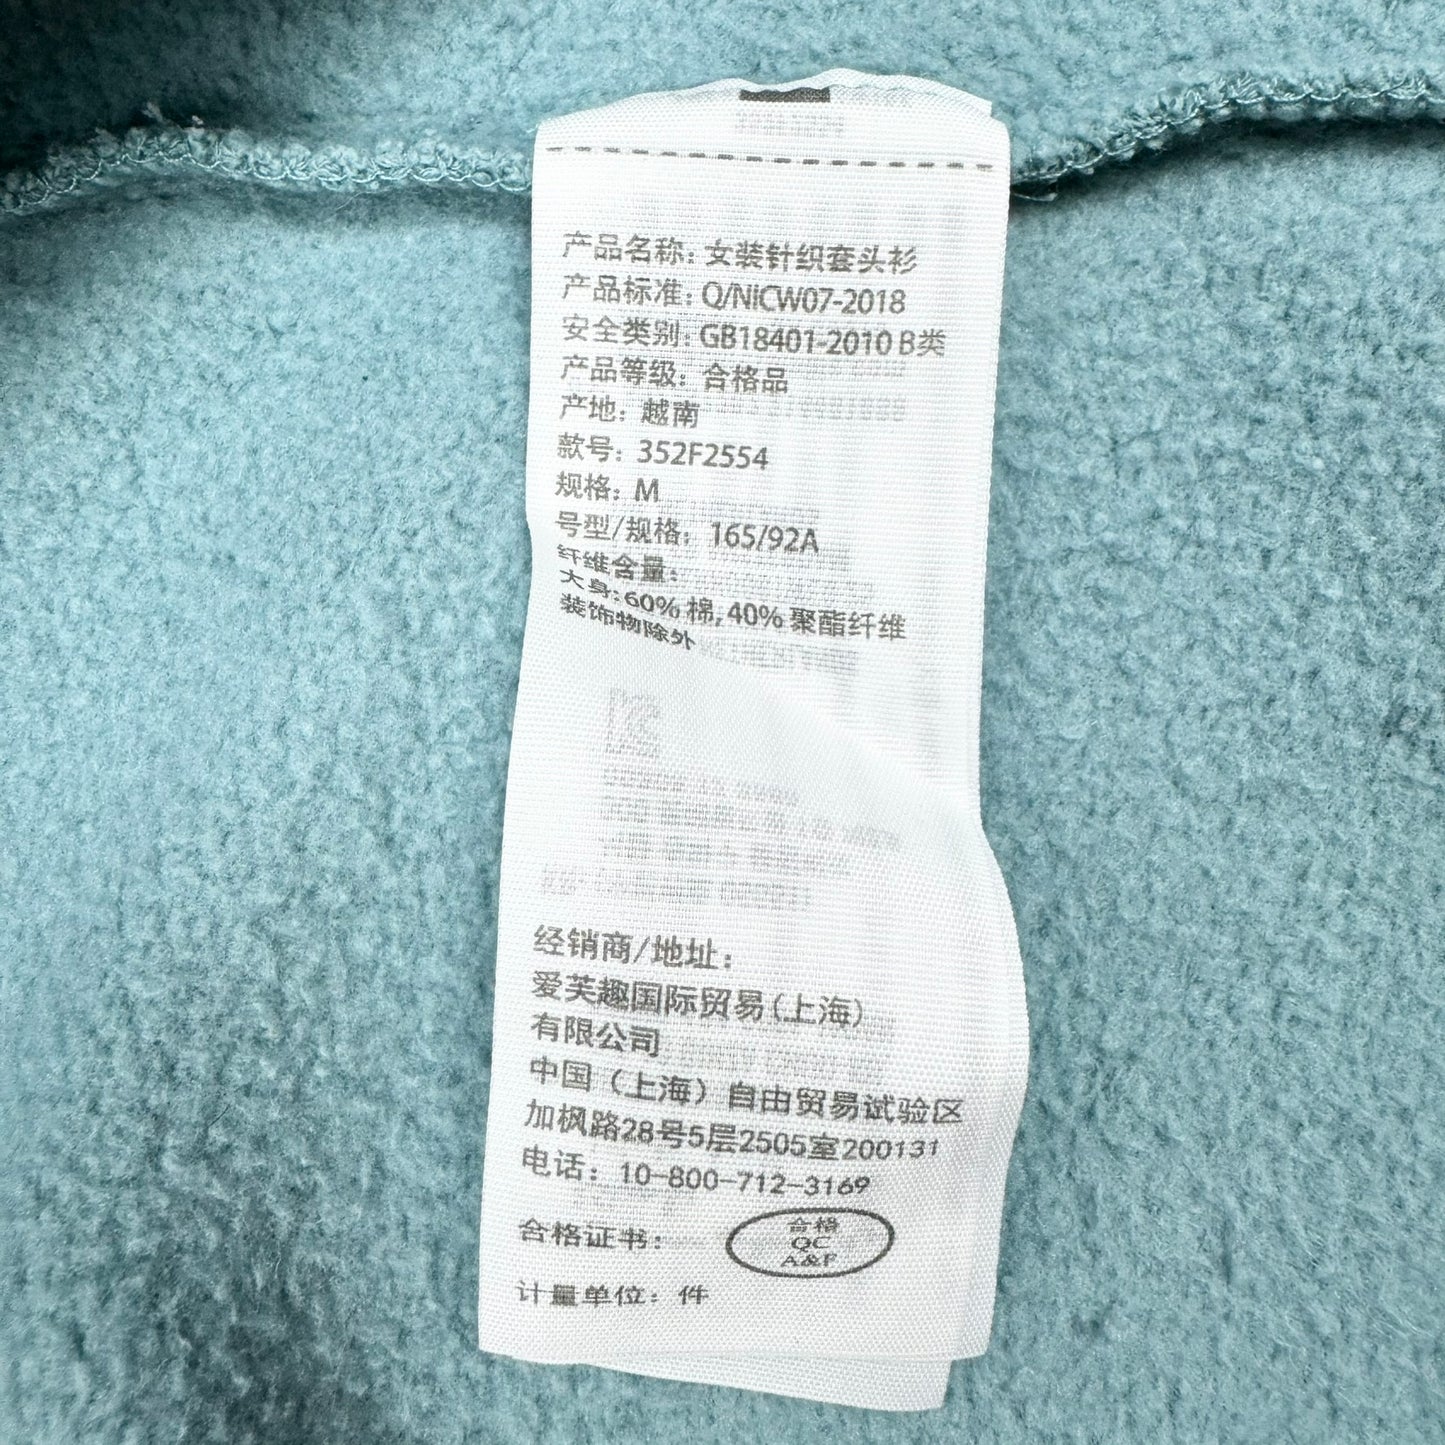 产品名称: 女装针织套头衫
产品标准: Q/NICW07-2018
安全类别: GB18401-2010 B类
产品等级: 合格品
产地: 越南
款号: 352F2554
规格: M
号型/规格: 165/92A
纤维含量:
大身: 60% 棉, 40% 聚酯纤维
装饰物除外
经销商/地址:
爱芙趣国际贸易(上海)
有限公司
中国（上海）自由贸易试验区
加枫路28号5层2505室200131
电话: 10-800-712-3169
合格证书:
合格
QC
A&F
计量单位: 件